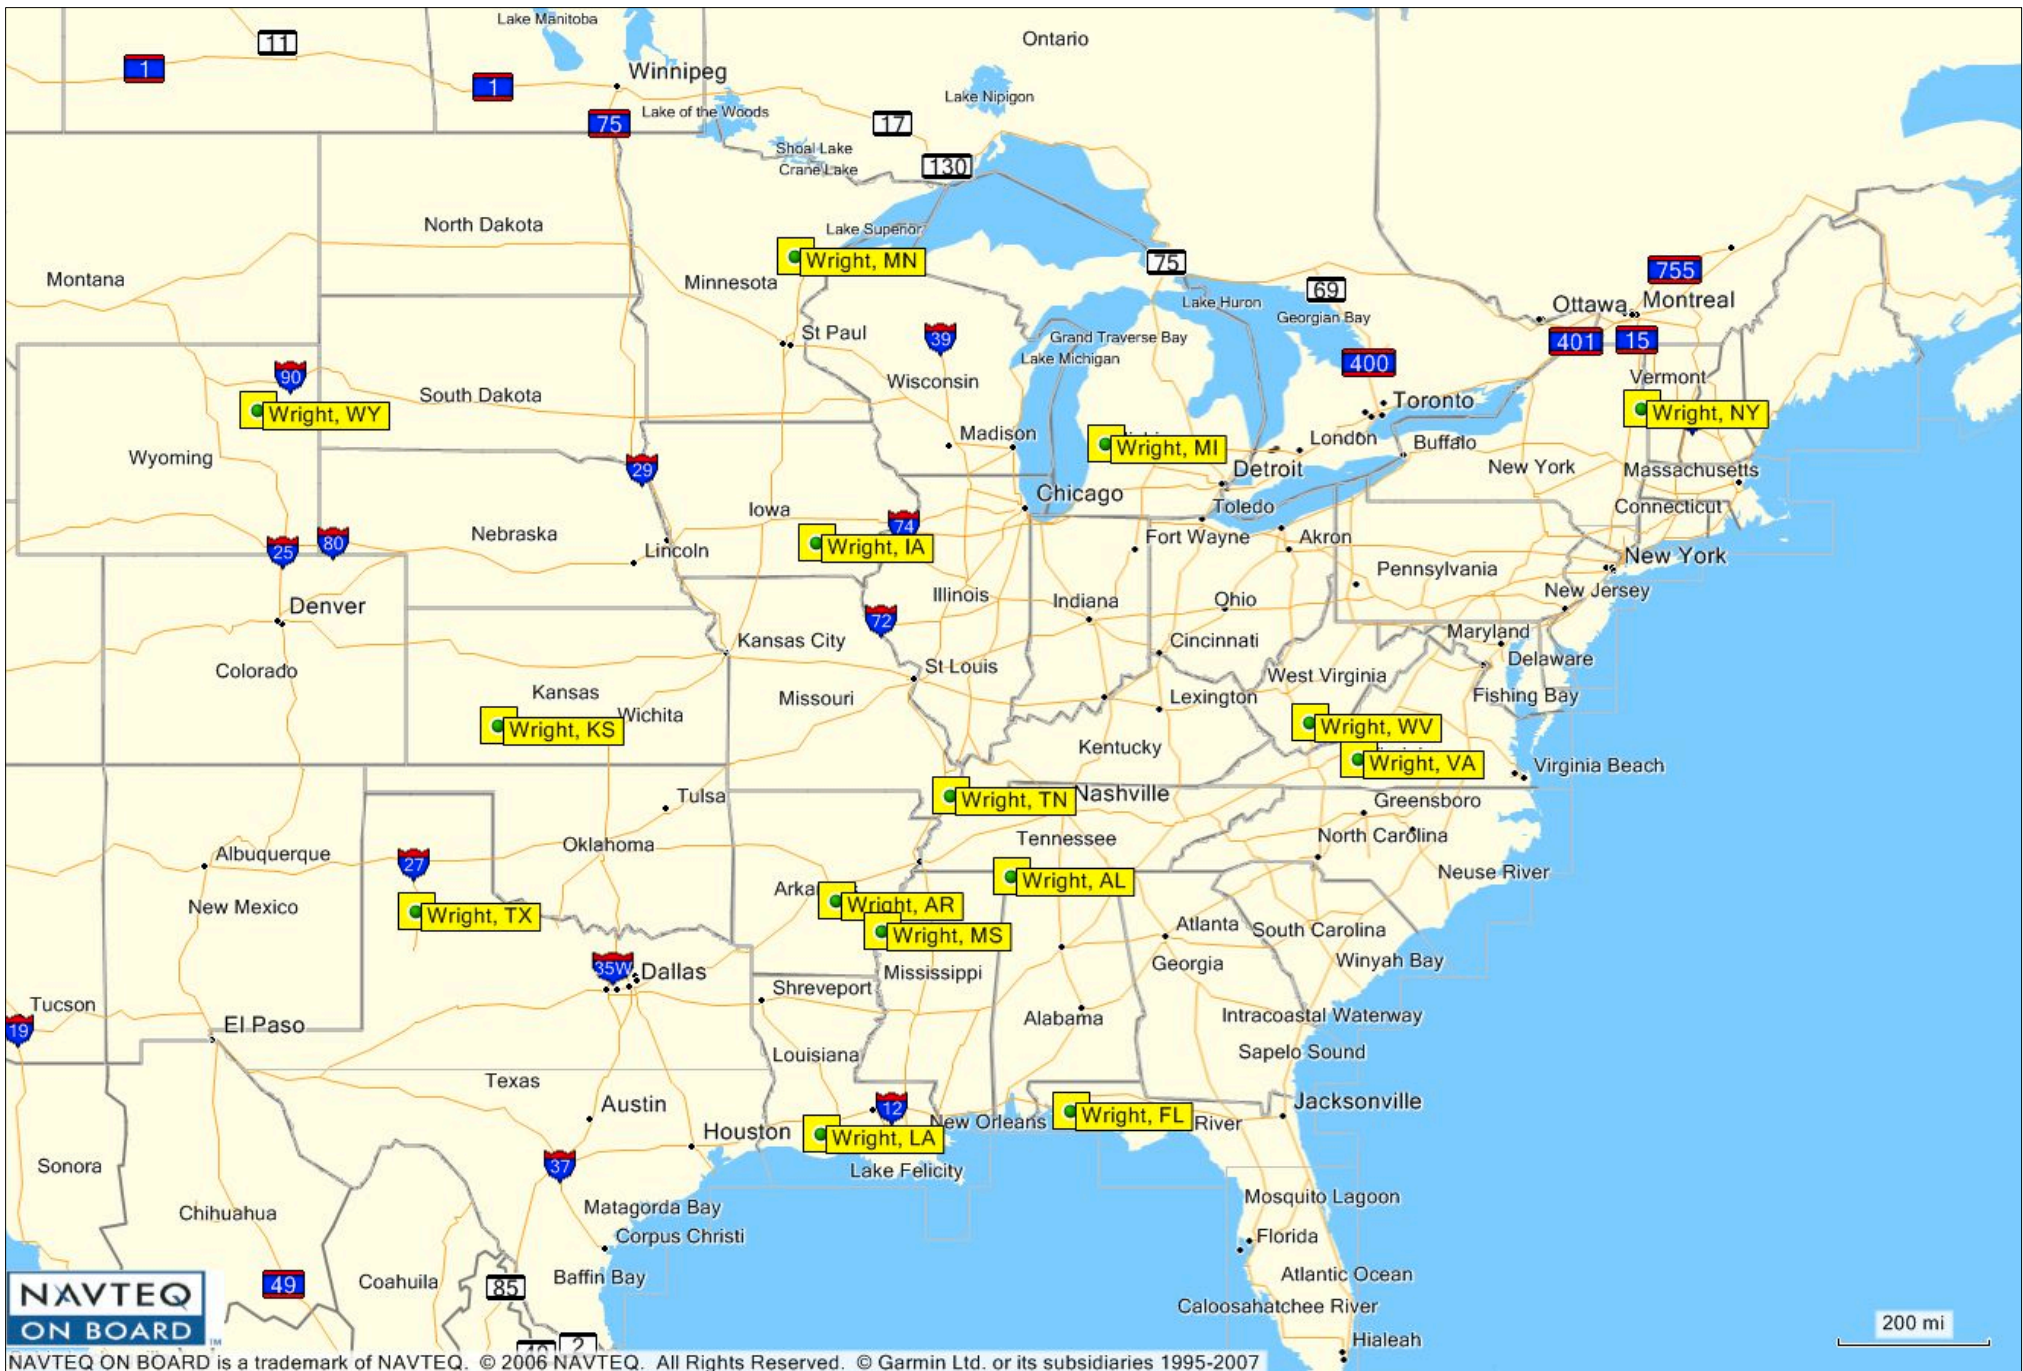 Lake Manitoba
Ontario
11
1
1
Winnipeg
Lake Nipigon
75
Lake of the Woods
17
Shoal Lake
Crane Lake
130
North Dakota
Lake Superior
Wright, MN
75
Montana
Minnesota
755
69
Lake Huron
Georgian Bay
Ottawa
Montreal
St Paul
39
Grand Traverse Bay
Lake Michigan
401
15
400
90
Wisconsin
Vermont
South Dakota
Toronto
Wright, WY
Wright, NY
Madison
Wright, MI
London
Buffalo
Wyoming
29
Detroit
New York
Massachusetts
Chicago
Toledo
Connecticut
Iowa
74
Nebraska
Fort Wayne
Akron
25
80
Lincoln
Wright, IA
New York
Pennsylvania
New Jersey
Denver
Illinois
Indiana
Ohio
72
Kansas City
Cincinnati
Maryland
Colorado
St Louis
Delaware
West Virginia
Kansas
Missouri
Lexington
Fishing Bay
Wichita
Wright, KS
Wright, WV
Kentucky
Wright, VA
Virginia Beach
Tulsa
Wright, TN
Nashville
Greensboro
Oklahoma
Tennessee
North Carolina
Albuquerque
27
Neuse River
Arka
Wright, AL
New Mexico
Wright, TX
Wright, AR
Wright, MS
Atlanta
South Carolina
35W
Dallas
Mississippi
Georgia
Winyah Bay
Shreveport
Tucson
19
El Paso
Alabama
Intracoastal Waterway
Louisiana
Sapelo Sound
Texas
Austin
12
Jacksonville
Houston
Wright, LA
New Orleans
Wright, FL
River
Sonora
37
Lake Felicity
Chihuahua
Matagorda Bay
Mosquito Lagoon
Corpus Christi
Florida
49
Coahuila
85
Baffin Bay
Atlantic Ocean
Caloosahatchee River
NAVTEQ
ON BOARD
™
2
200 mi
Hialeah
NAVTEQ ON BOARD is a trademark of NAVTEQ. © 2006 NAVTEQ. All Rights Reserved. © Garmin Ltd. or its subsidiaries 1995-2007